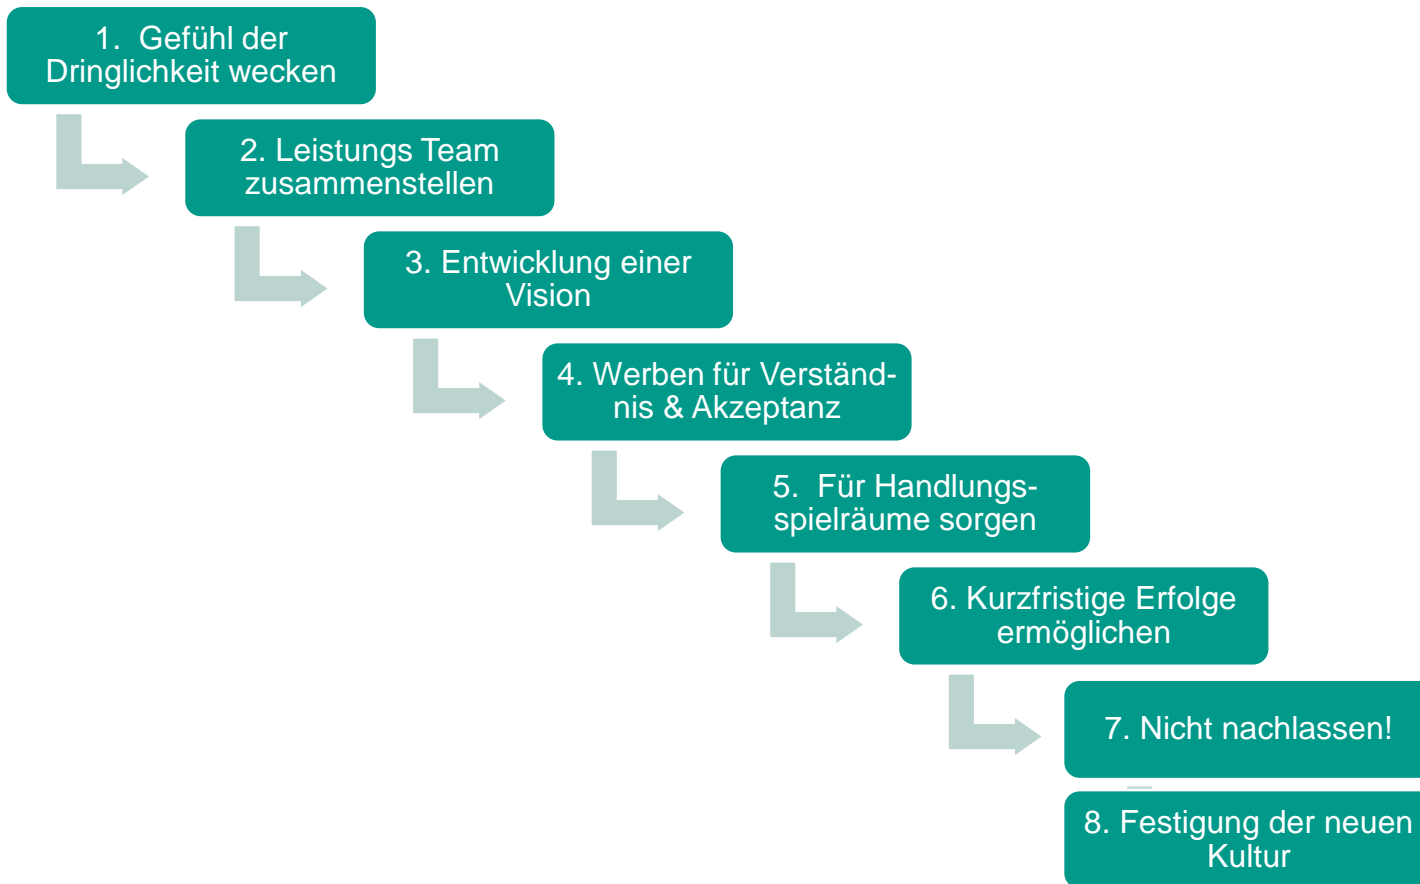 1.  Gefühl der
Dringlichkeit wecken
2. Leistungs Team
zusammenstellen
3. Entwicklung einer
Vision
4. Werben für Verständ-
nis & Akzeptanz
5.  Für Handlungs-
spielräume sorgen
6. Kurzfristige Erfolge
ermöglichen
7. Nicht nachlassen!
8. Festigung der neuen
Kultur